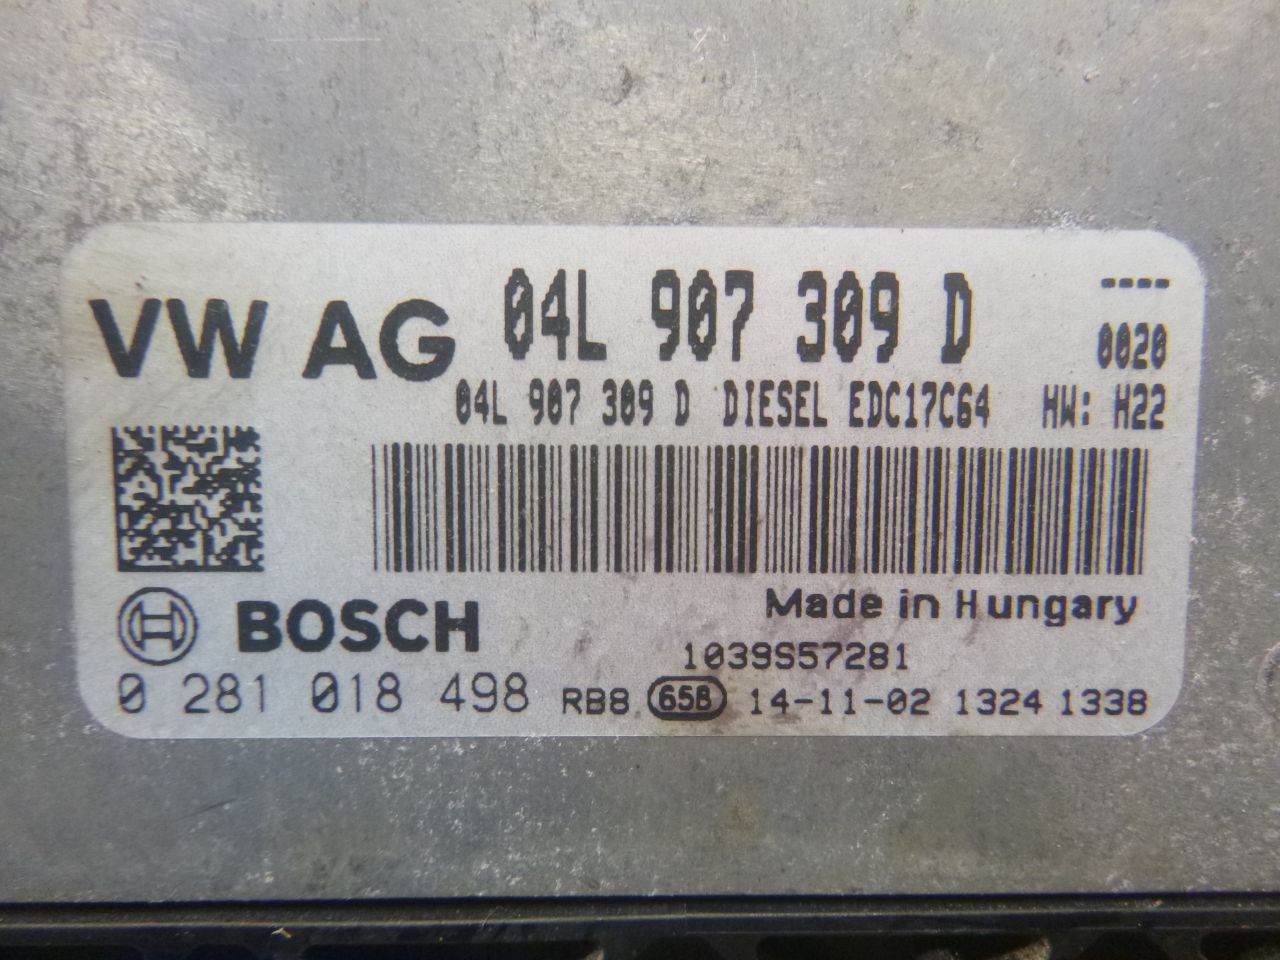 VW AG 04L 907 309 D ----
0020
04L 907 309 D DIESEL EDC17C64 HW: H22
Made in Hungary
BOSCH
1039S57281
0 281 018 498 RB8 65B 14-11-02 1324 1338